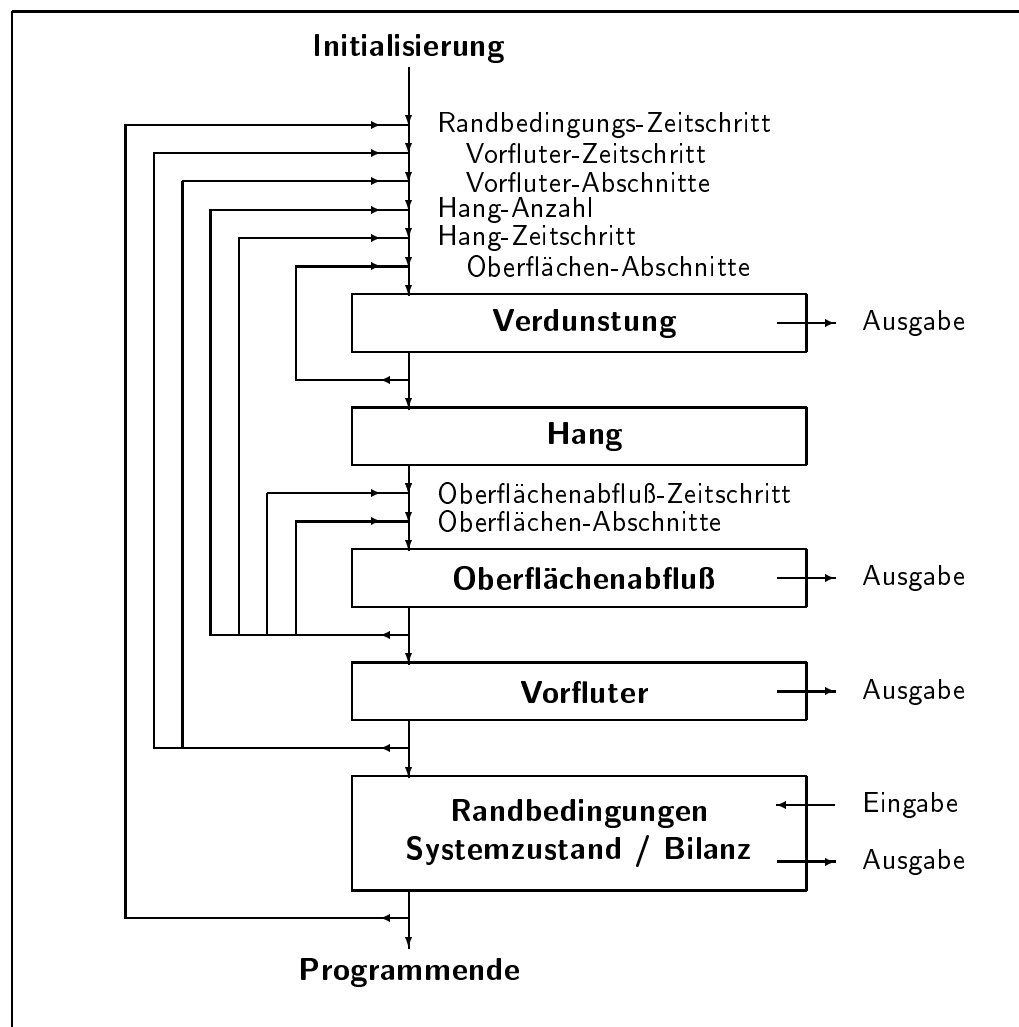 Initialisierung
Randbedingungs-Zeitschritt
Vorfluter-Zeitschritt
Vorfluter-Abschnitte
Hang-Anzahl
Hang-Zeitschritt
Oberflächen-Abschnitte
Verdunstung
Ausgabe
Hang
Oberflächenabfluß-Zeitschritt
Oberflächen-Abschnitte
Oberflächenabfluß
Ausgabe
Vorfluter
Ausgabe
Randbedingungen
Systemzustand / Bilanz
Eingabe
Ausgabe
Programmende